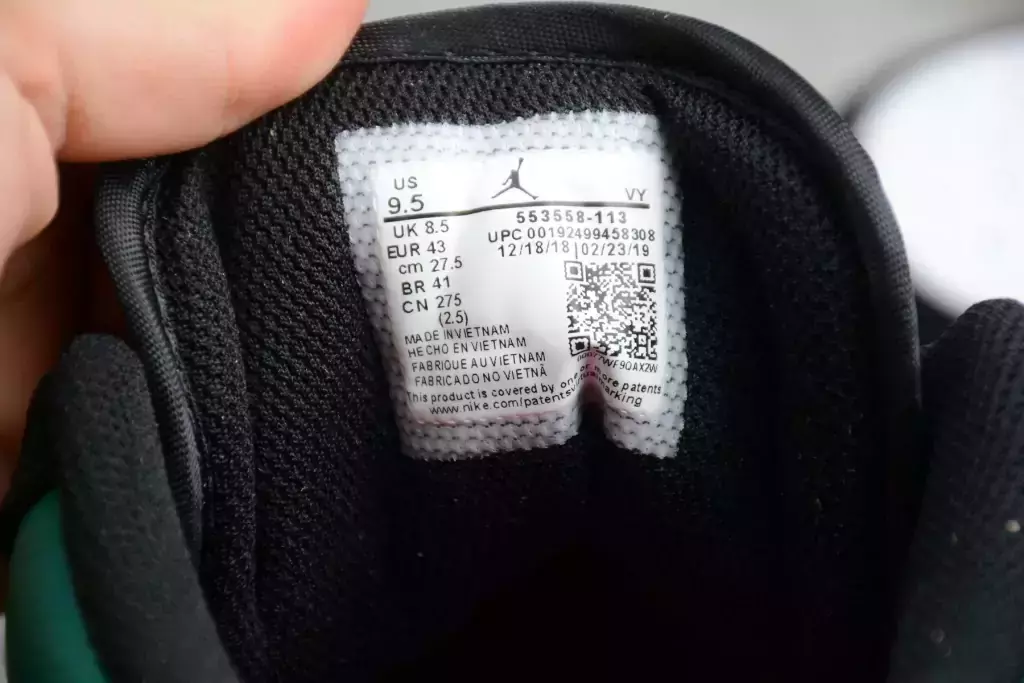 US
9.5
VY
UK 8.5
EUR 43
cm 27.5
BR 41
CN 275
(2.5)
553558-113
UPC 00192499458308
12/18/18 | 02/23/19
MADE IN VIETNAM
HECHO EN VIETNAM
FABRIQUE AU VIETNAM
FABRICADO NO VIETNÃ
00077WF9QAX2W
This product is covered by one or more patents
www.nike.com/patentsvirtualmarking